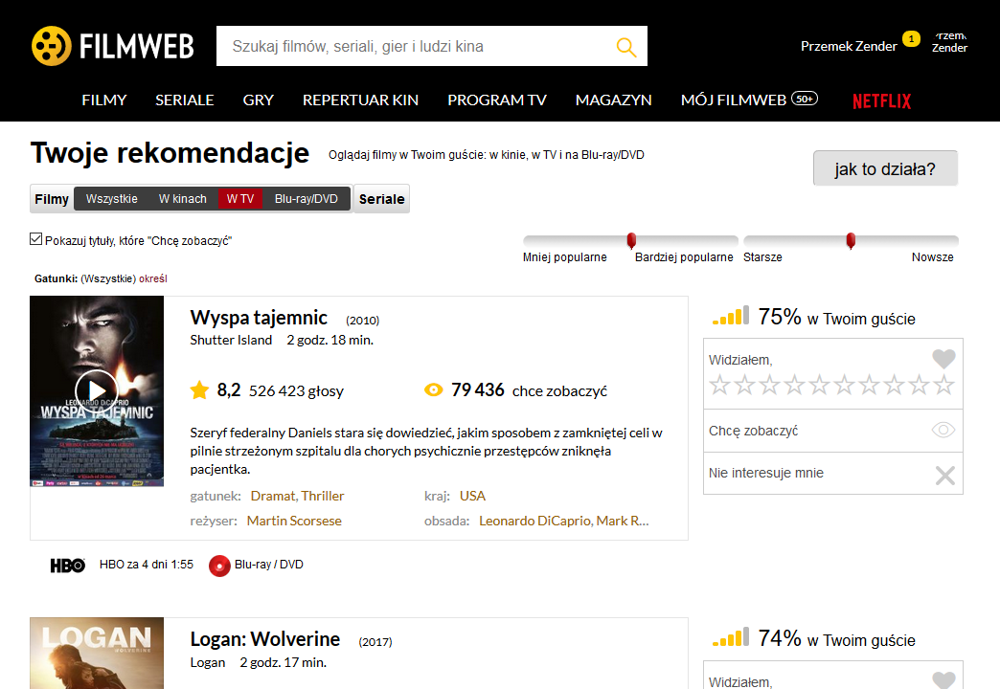 FILMWEB
Szukaj filmów, seriali, gier i ludzi kina
Przemek Zender 1
Zender
FILMY SERIALE GRY REPERTUAR KIN PROGRAM TV MAGAZYN MÓJ FILMWEB 50+ NETFLIX
Twoje rekomendacje Oglądaj filmy w Twoim guście: w kinie, w TV i na Blu-ray/DVD
jak to działa?
Filmy Wszystkie W kinach W TV Blu-ray/DVD Seriale
Pokazuj tytuły, które "Chcę zobaczyć"
Mniej popularne Bardziej popularne Starsze Nowsze
Gatunki: (Wszystkie) określ
LEONARDO DICAPRIO
WYSPA TAJEMNIC
Wyspa tajemnic (2010)
Shutter Island 2 godz. 18 min.
8,2 526 423 głosy 79 436 chce zobaczyć
Szeryf federalny Daniels stara się dowiedzieć, jakim sposobem z zamkniętej celi w
pilnie strzeżonym szpitalu dla chorych psychicznie przestępców zniknęła
pacjentka.
gatunek: Dramat, Thriller kraj: USA
reżyser: Martin Scorsese obsada: Leonardo DiCaprio, Mark R...
75% w Twoim guście
Widziałem,
Chcę zobaczyć
Nie interesuje mnie
HBO HBO za 4 dni 1:55 Blu-ray / DVD
LOGAN
WOLVERINE
Logan: Wolverine (2017)
Logan 2 godz. 17 min.
74% w Twoim guście
Widziałem,